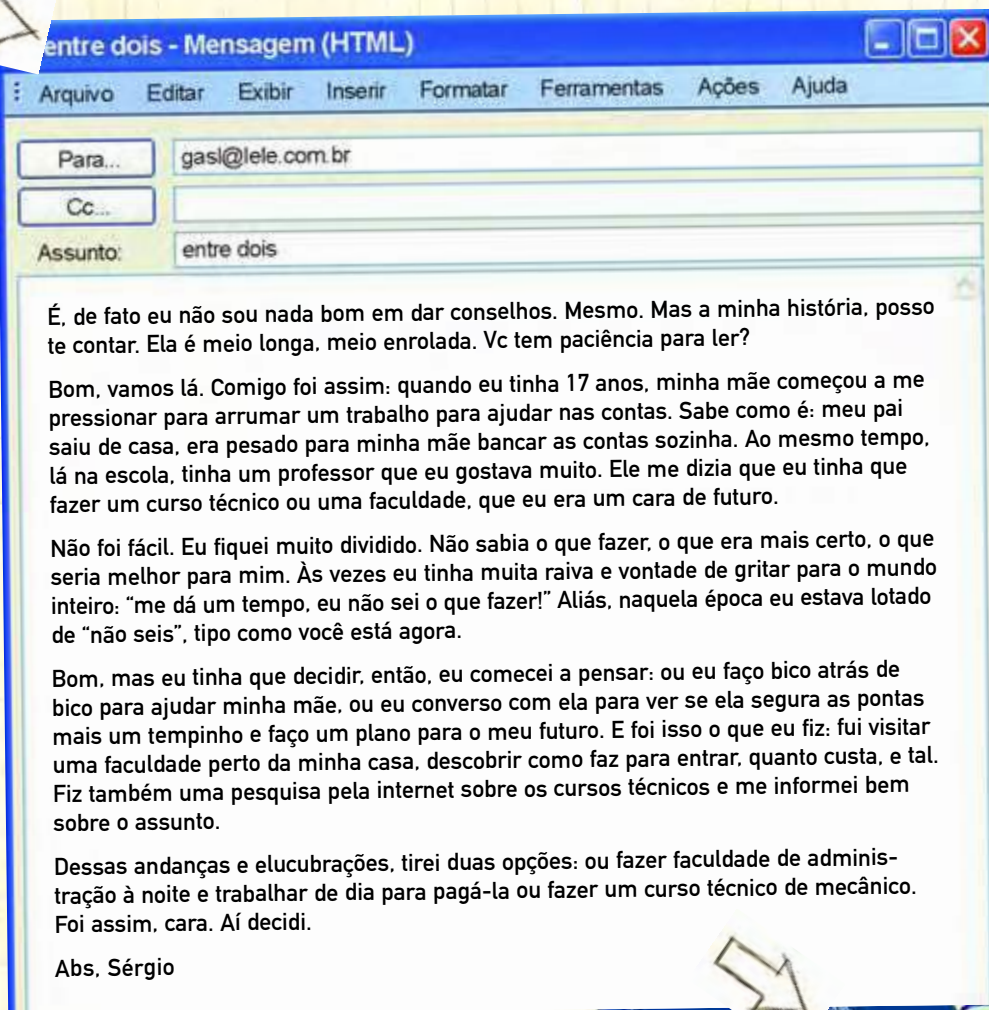 entre dois - Mensagem (HTML)
Arquivo Editar Exibir Inserir Formatar Ferramentas Ações Ajuda
Para... gasl@lele.com.br
Cc...
Assunto: entre dois
É, de fato eu não sou nada bom em dar conselhos. Mesmo. Mas a minha história, posso
te contar. Ela é meio longa, meio enrolada. Vc tem paciência para ler?
Bom, vamos lá. Comigo foi assim: quando eu tinha 17 anos, minha mãe começou a me
pressionar para arrumar um trabalho para ajudar nas contas. Sabe como é: meu pai
saiu de casa, era pesado para minha mãe bancar as contas sozinha. Ao mesmo tempo,
lá na escola, tinha um professor que eu gostava muito. Ele me dizia que eu tinha que
fazer um curso técnico ou uma faculdade, que eu era um cara de futuro.
Não foi fácil. Eu fiquei muito dividido. Não sabia o que fazer, o que era mais certo, o que
seria melhor para mim. Às vezes eu tinha muita raiva e vontade de gritar para o mundo
inteiro: “me dá um tempo, eu não sei o que fazer!” Aliás, naquela época eu estava lotado
de “não seis”, tipo como você está agora.
Bom, mas eu tinha que decidir, então, eu comecei a pensar: ou eu faço bico atrás de
bico para ajudar minha mãe, ou eu converso com ela para ver se ela segura as pontas
mais um tempinho e faço um plano para o meu futuro. E foi isso o que eu fiz: fui visitar
uma faculdade perto da minha casa, descobrir como faz para entrar, quanto custa, e tal.
Fiz também uma pesquisa pela internet sobre os cursos técnicos e me informei bem
sobre o assunto.
Dessas andanças e elucubrações, tirei duas opções: ou fazer faculdade de adminis-
tração à noite e trabalhar de dia para pagá-la ou fazer um curso técnico de mecânico.
Foi assim, cara. Aí decidi.
Abs, Sérgio